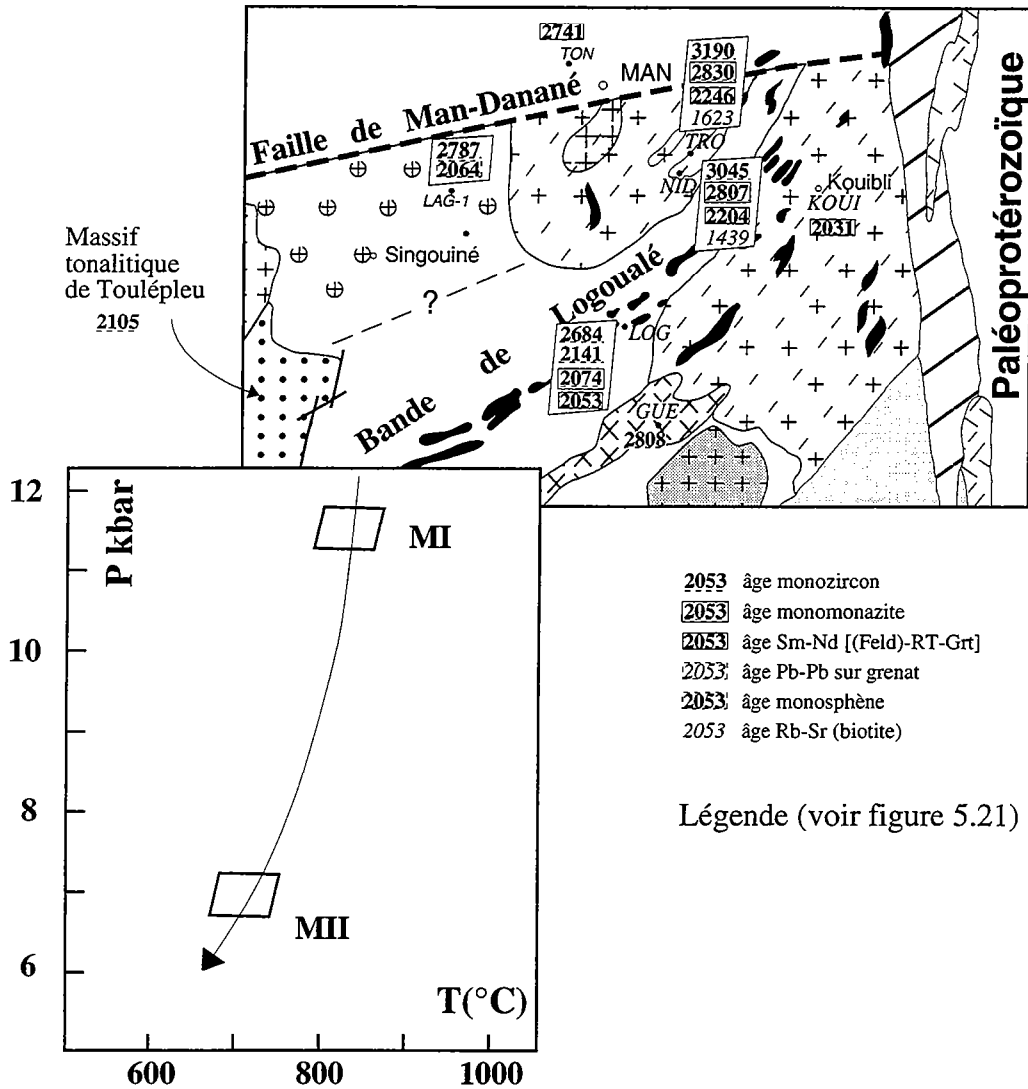 2741
TON
MAN
3190
2830
2246
1623
TRO
Faille de Man-Danané
2787
2064
LAG-1
NID
3045
2807
2204
1439
Kouibli
KOUI
2031
Paléoprotérozoïque
Massif
tonalitique
de Toulépleu
2105
Singouiné
?
Bande de Logoualé
2684
2141
2074
2053
LOG
GUE
2808
P kbar
12
10
8
6
MI
MII
T(°C)
600
800
1000
2053 âge monozircon
2053 âge monomonazite
2053 âge Sm-Nd [(Feld)-RT-Grt]
2053 âge Pb-Pb sur grenat
2053 âge monosphène
2053 âge Rb-Sr (biotite)
Légende (voir figure 5.21)